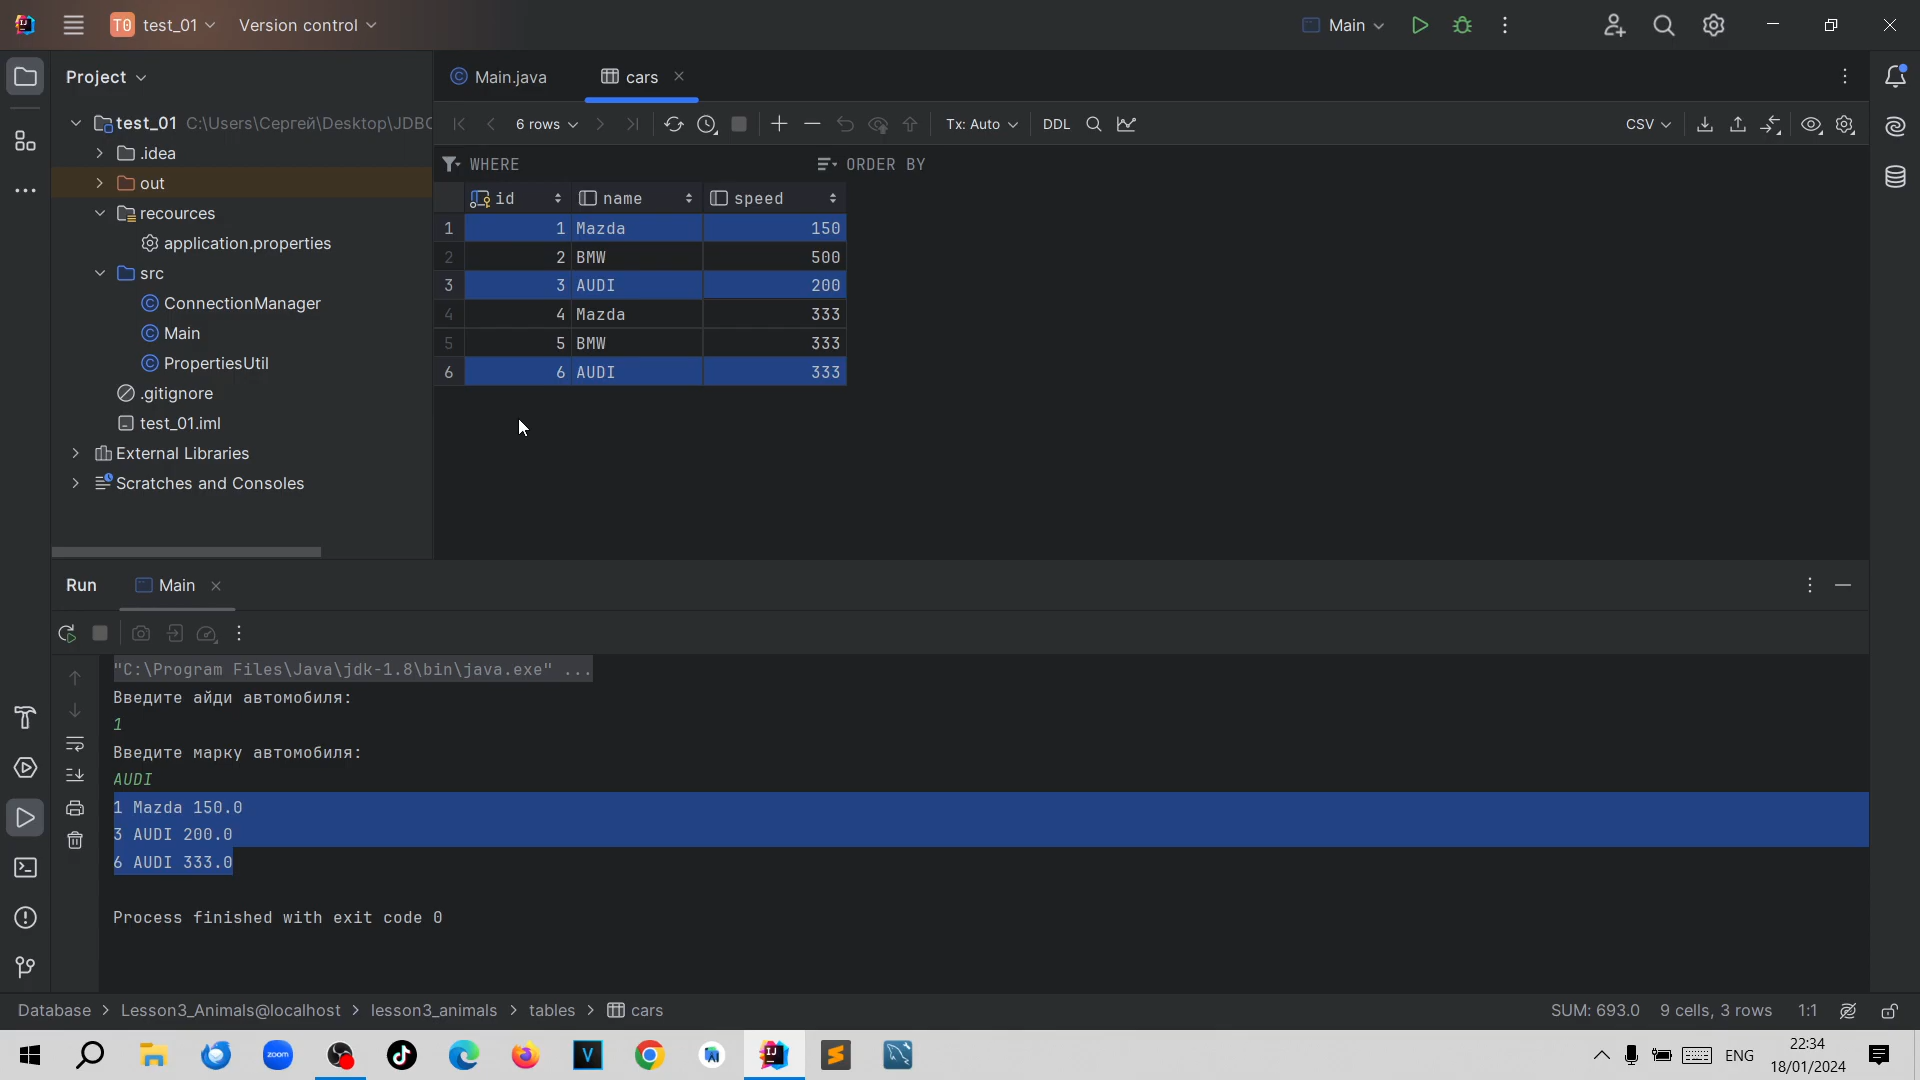 T0 test_01 Version control Main
Project
Main.java cars
test_01 C:\Users\Сергей\Desktop\JDBC
.idea
out
recources
application.properties
src
ConnectionManager
Main
PropertiesUtil
.gitignore
test_01.iml
External Libraries
Scratches and Consoles
6 rows Tx: Auto DDL CSV
WHERE ORDER BY
id name speed
1 1 Mazda 150
2 2 BMW 500
3 3 AUDI 200
4 4 Mazda 333
5 5 BMW 333
6 6 AUDI 333
Run Main
"C:\Program Files\Java\jdk-1.8\bin\java.exe" ...
Введите айди автомобиля:
1
Введите марку автомобиля:
AUDI
1 Mazda 150.0
3 AUDI 200.0
6 AUDI 333.0
Process finished with exit code 0
Database Lesson3_Animals@localhost lesson3_animals tables cars SUM: 693.0 9 cells, 3 rows 1:1
zoom V IJ ENG 22:34
18/01/2024